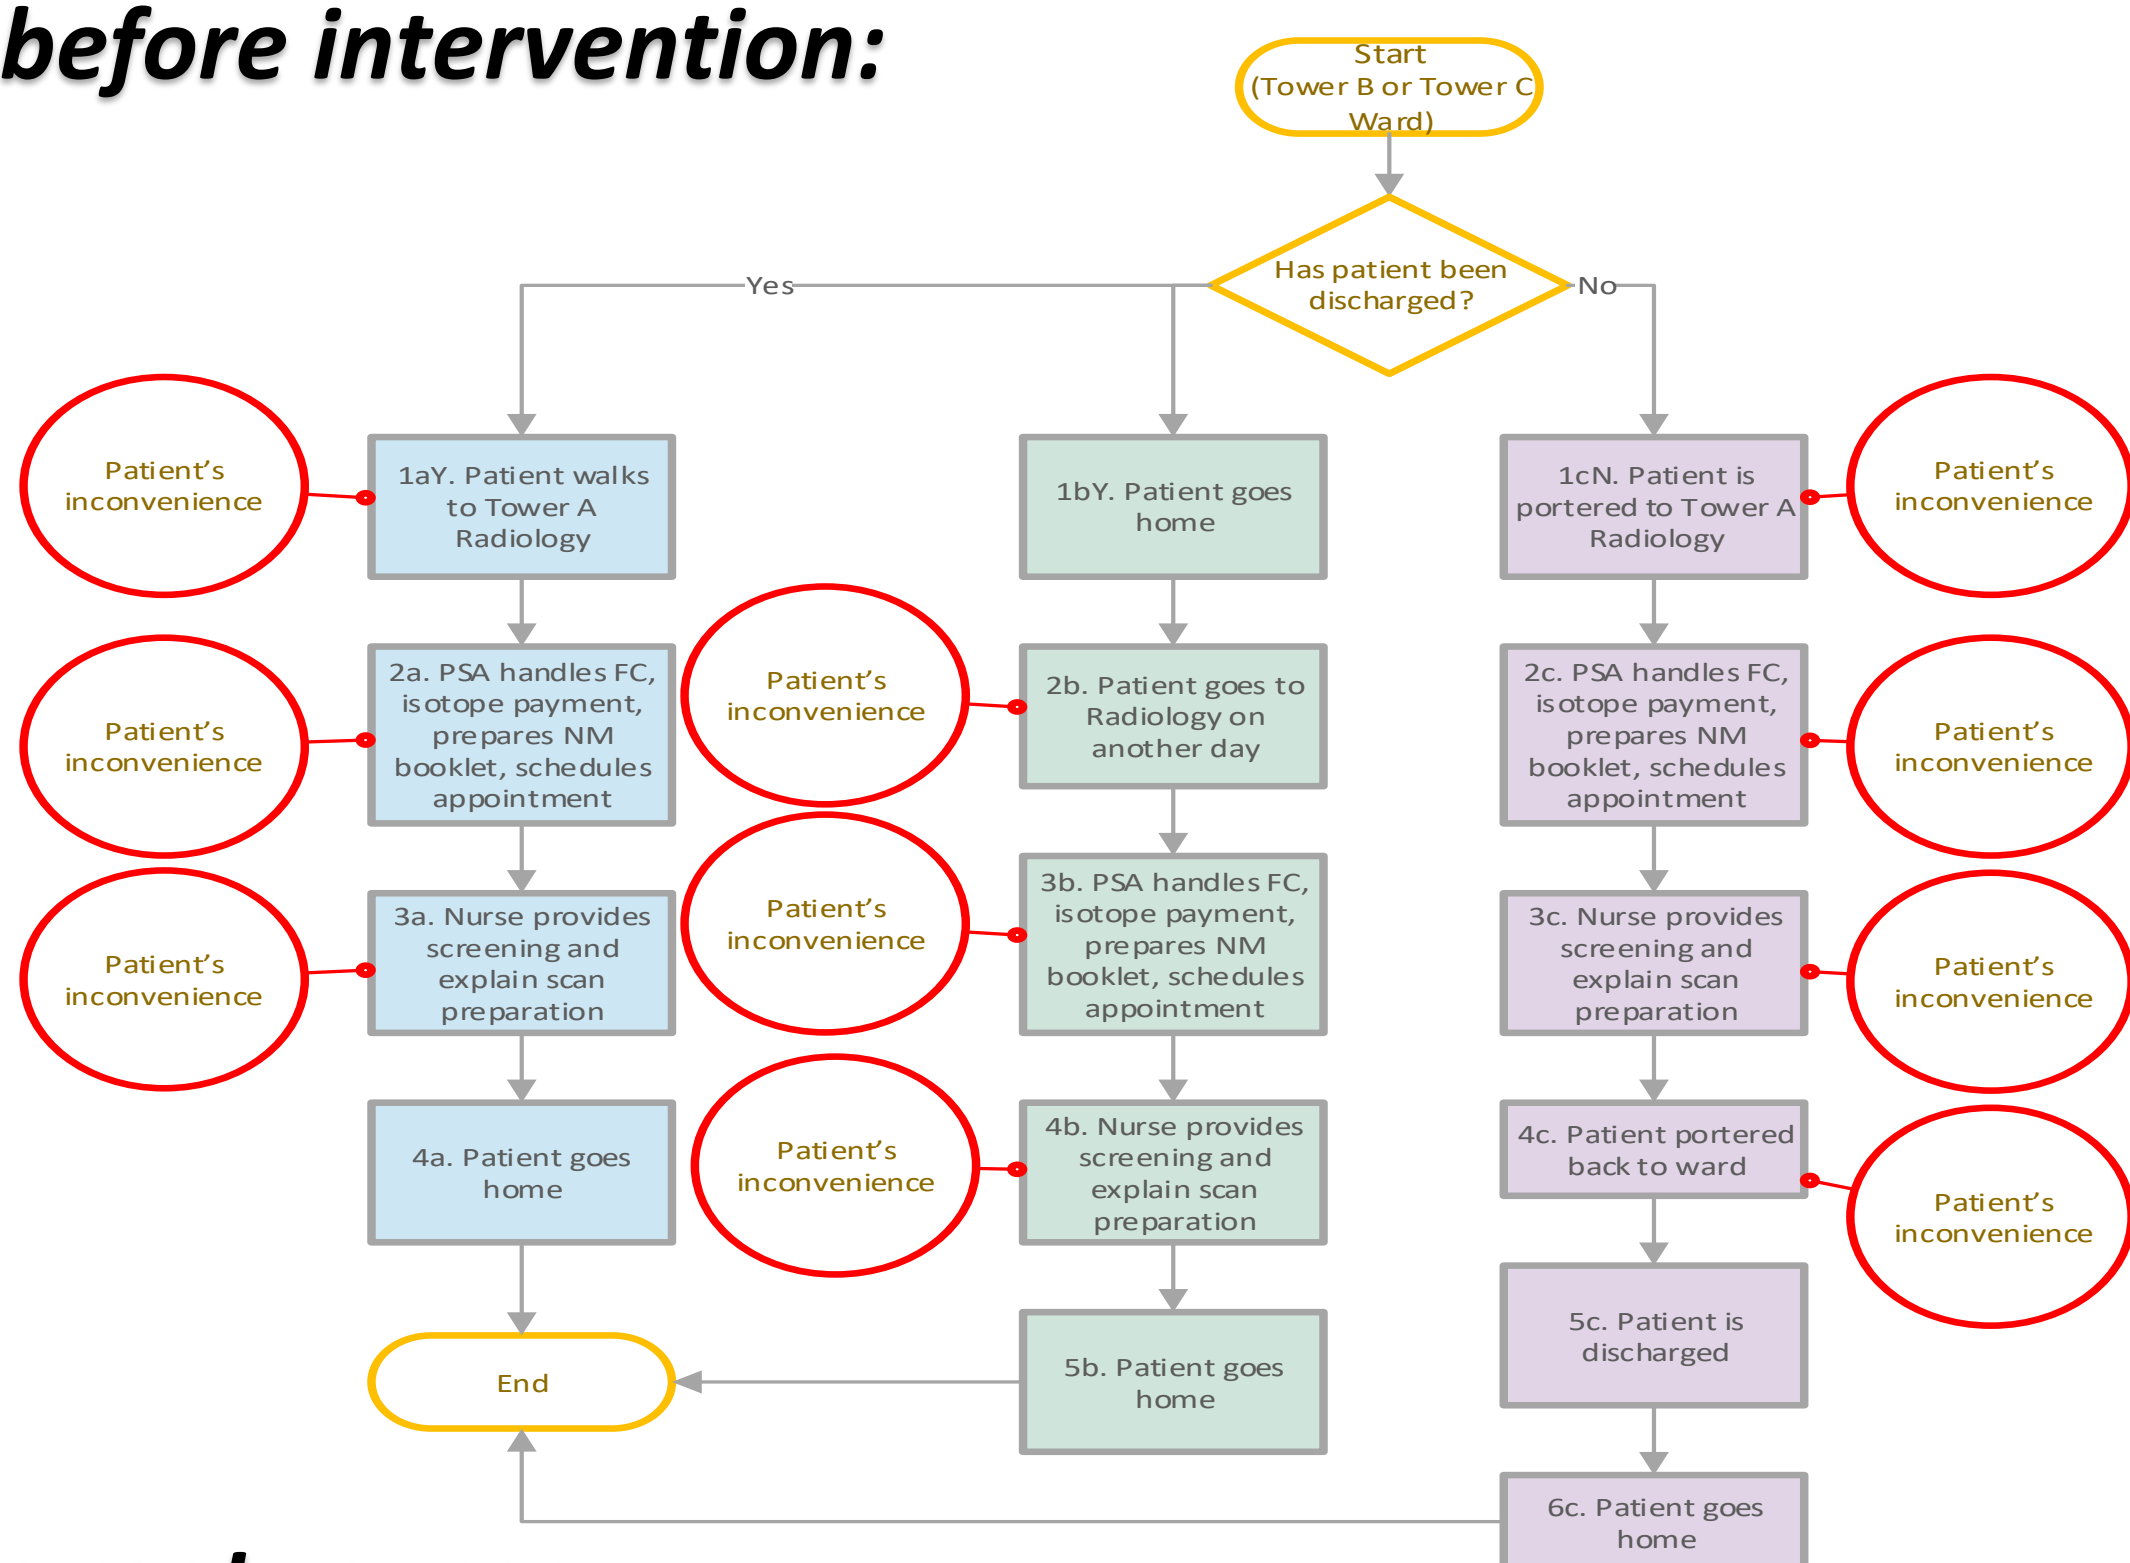 before intervention:
Start
(Tower B or Tower C
Ward)
Has patient been
discharged?
Yes
No
Patient's
inconvenience
1aY. Patient walks
to Tower A
Radiology
1bY. Patient goes
home
1cN. Patient is
portered to Tower A
Radiology
Patient's
inconvenience
Patient's
inconvenience
2a. PSA handles FC,
isotope payment,
prepares NM
booklet, schedules
appointment
Patient's
inconvenience
2b. Patient goes to
Radiology on
another day
2c. PSA handles FC,
isotope payment,
prepares NM
booklet, schedules
appointment
Patient's
inconvenience
Patient's
inconvenience
3a. Nurse provides
screening and
explain scan
preparation
Patient's
inconvenience
3b. PSA handles FC,
isotope payment,
prepares NM
booklet, schedules
appointment
3c. Nurse provides
screening and
explain scan
preparation
Patient's
inconvenience
4a. Patient goes
home
Patient's
inconvenience
4b. Nurse provides
screening and
explain scan
preparation
4c. Patient portered
back to ward
Patient's
inconvenience
End
5b. Patient goes
home
5c. Patient is
discharged
6c. Patient goes
home